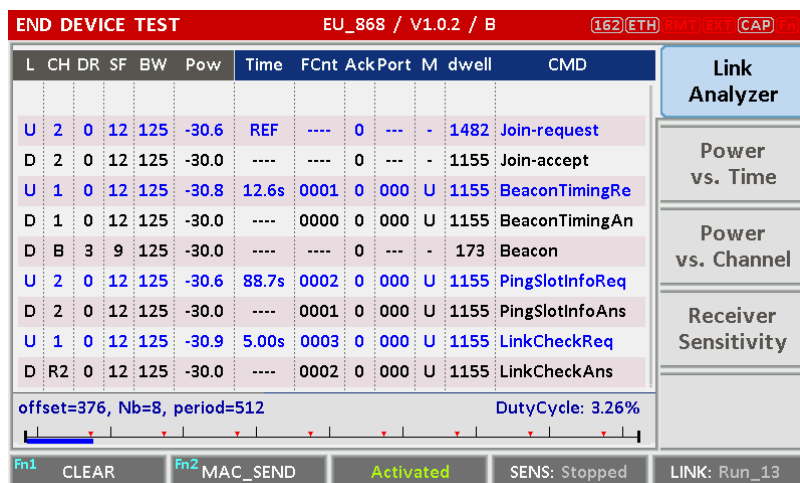 END DEVICE TEST EU_868 / V1.0.2 / B 162 ETH RMT EXT CAP Fn
L CH DR SF BW Pow Time FCnt Ack Port M dwell CMD
U 2 0 12 125 -30.6 REF ---- 0 --- - 1482 Join-request
D 2 0 12 125 -30.0 ---- ---- 0 --- - 1155 Join-accept
U 1 0 12 125 -30.8 12.6s 0001 0 000 U 1155 BeaconTimingRe
D 1 0 12 125 -30.0 ---- 0000 0 000 U 1155 BeaconTimingAn
D B 3 9 125 -30.0 ---- ---- 0 --- - 173 Beacon
U 2 0 12 125 -30.6 88.7s 0002 0 000 U 1155 PingSlotInfoReq
D 2 0 12 125 -30.0 ---- 0001 0 000 U 1155 PingSlotInfoAns
U 1 0 12 125 -30.9 5.00s 0003 0 000 U 1155 LinkCheckReq
D R2 0 12 125 -30.0 ---- 0002 0 000 U 1155 LinkCheckAns
offset=376, Nb=8, period=512 DutyCycle: 3.26%
Link
Analyzer
Power
vs. Time
Power
vs. Channel
Receiver
Sensitivity
Fn1 CLEAR Fn2 MAC_SEND Activated SENS: Stopped LINK: Run_13